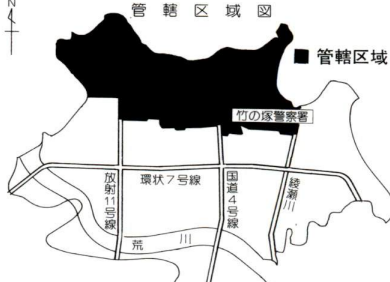 N
管轄区域図
■ 管轄区域
竹の塚警察署
環状7号線
放射11号線
国道4号線
綾瀬川
荒川